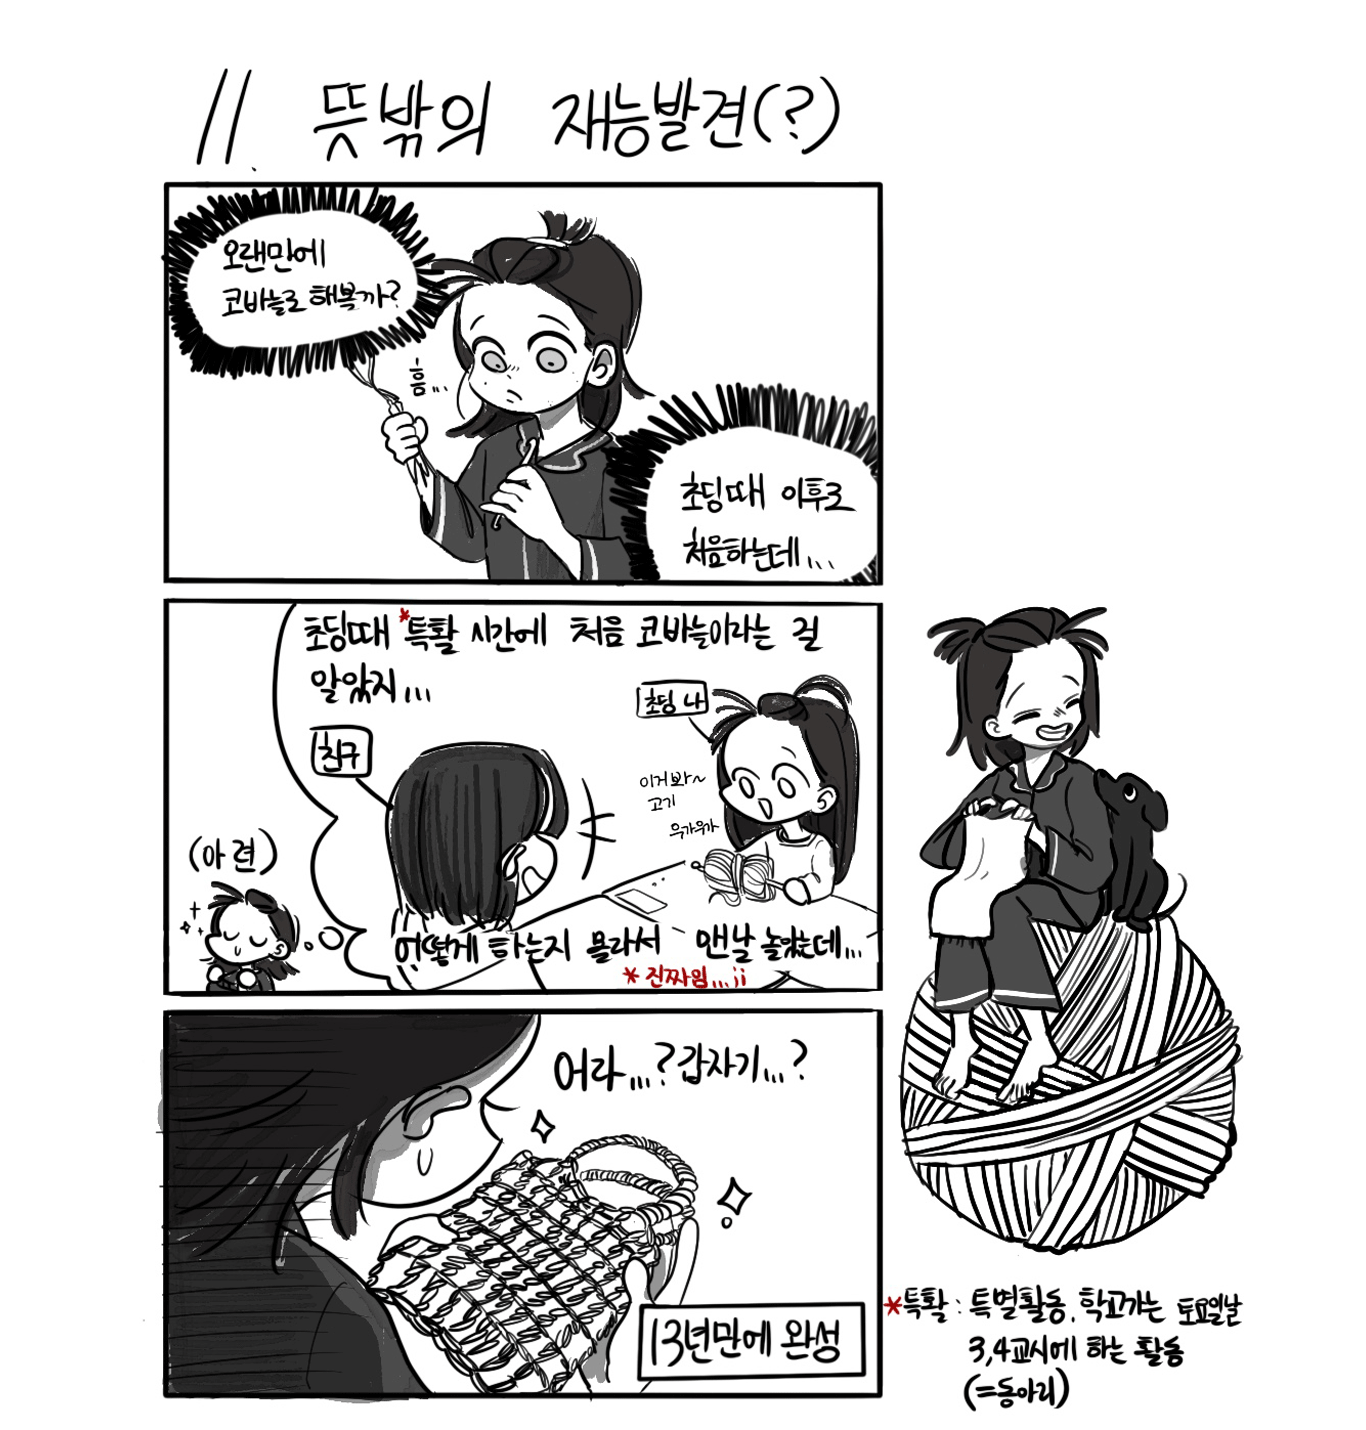 11. 뜻밖의 재능발견(?)
오랜만에
코바늘로 해볼까?
흠...
초딩때 이후로
처음하는데...
초딩때 *특활 시간에 처음 코바늘이라는 걸
알았지...
초딩 나
친구
이거봐~
고기
우가우가
(아련)
어떻게 하는지 몰라서 맨날 놀았는데...
*진짜임...;;
어라...? 갑자기...?
13년만에 완성
*특활 : 특별활동. 학교가는 토요일날
3,4교시에 하는 활동
(=동아리)